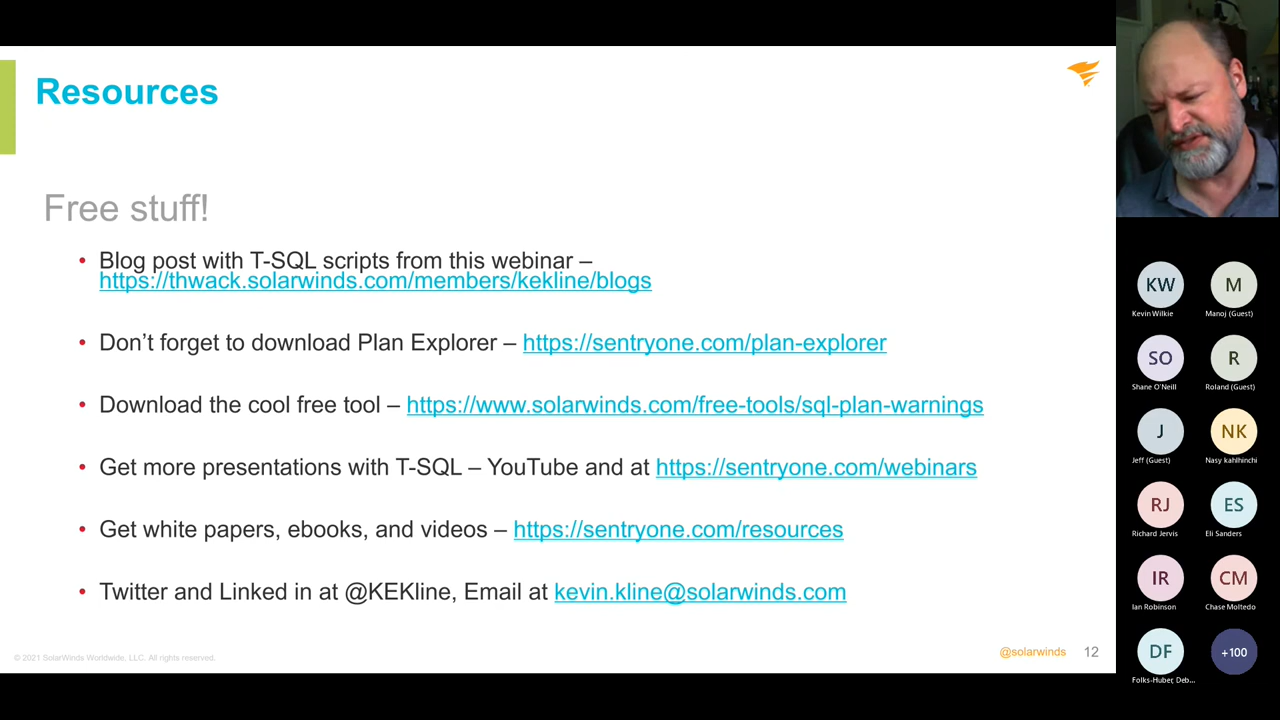 Resources
Free stuff!
• Blog post with T-SQL scripts from this webinar –
https://thwack.solarwinds.com/members/kekline/blogs
• Don’t forget to download Plan Explorer – https://sentryone.com/plan-explorer
• Download the cool free tool – https://www.solarwinds.com/free-tools/sql-plan-warnings
• Get more presentations with T-SQL – YouTube and at https://sentryone.com/webinars
• Get white papers, ebooks, and videos – https://sentryone.com/resources
• Twitter and Linked in at @KEKline, Email at kevin.kline@solarwinds.com
© 2021 SolarWinds Worldwide, LLC. All rights reserved.
@solarwinds 12
KW M
Kevin Wilkie Manoj (Guest)
SO R
Shane O'Neill Roland (Guest)
J NK
Jeff (Guest) Nasy kahlhinchi
RJ ES
Richard Jervis Eli Sanders
IR CM
Ian Robinson Chase Moltedo
DF +100
Folks-Huber, Deb...